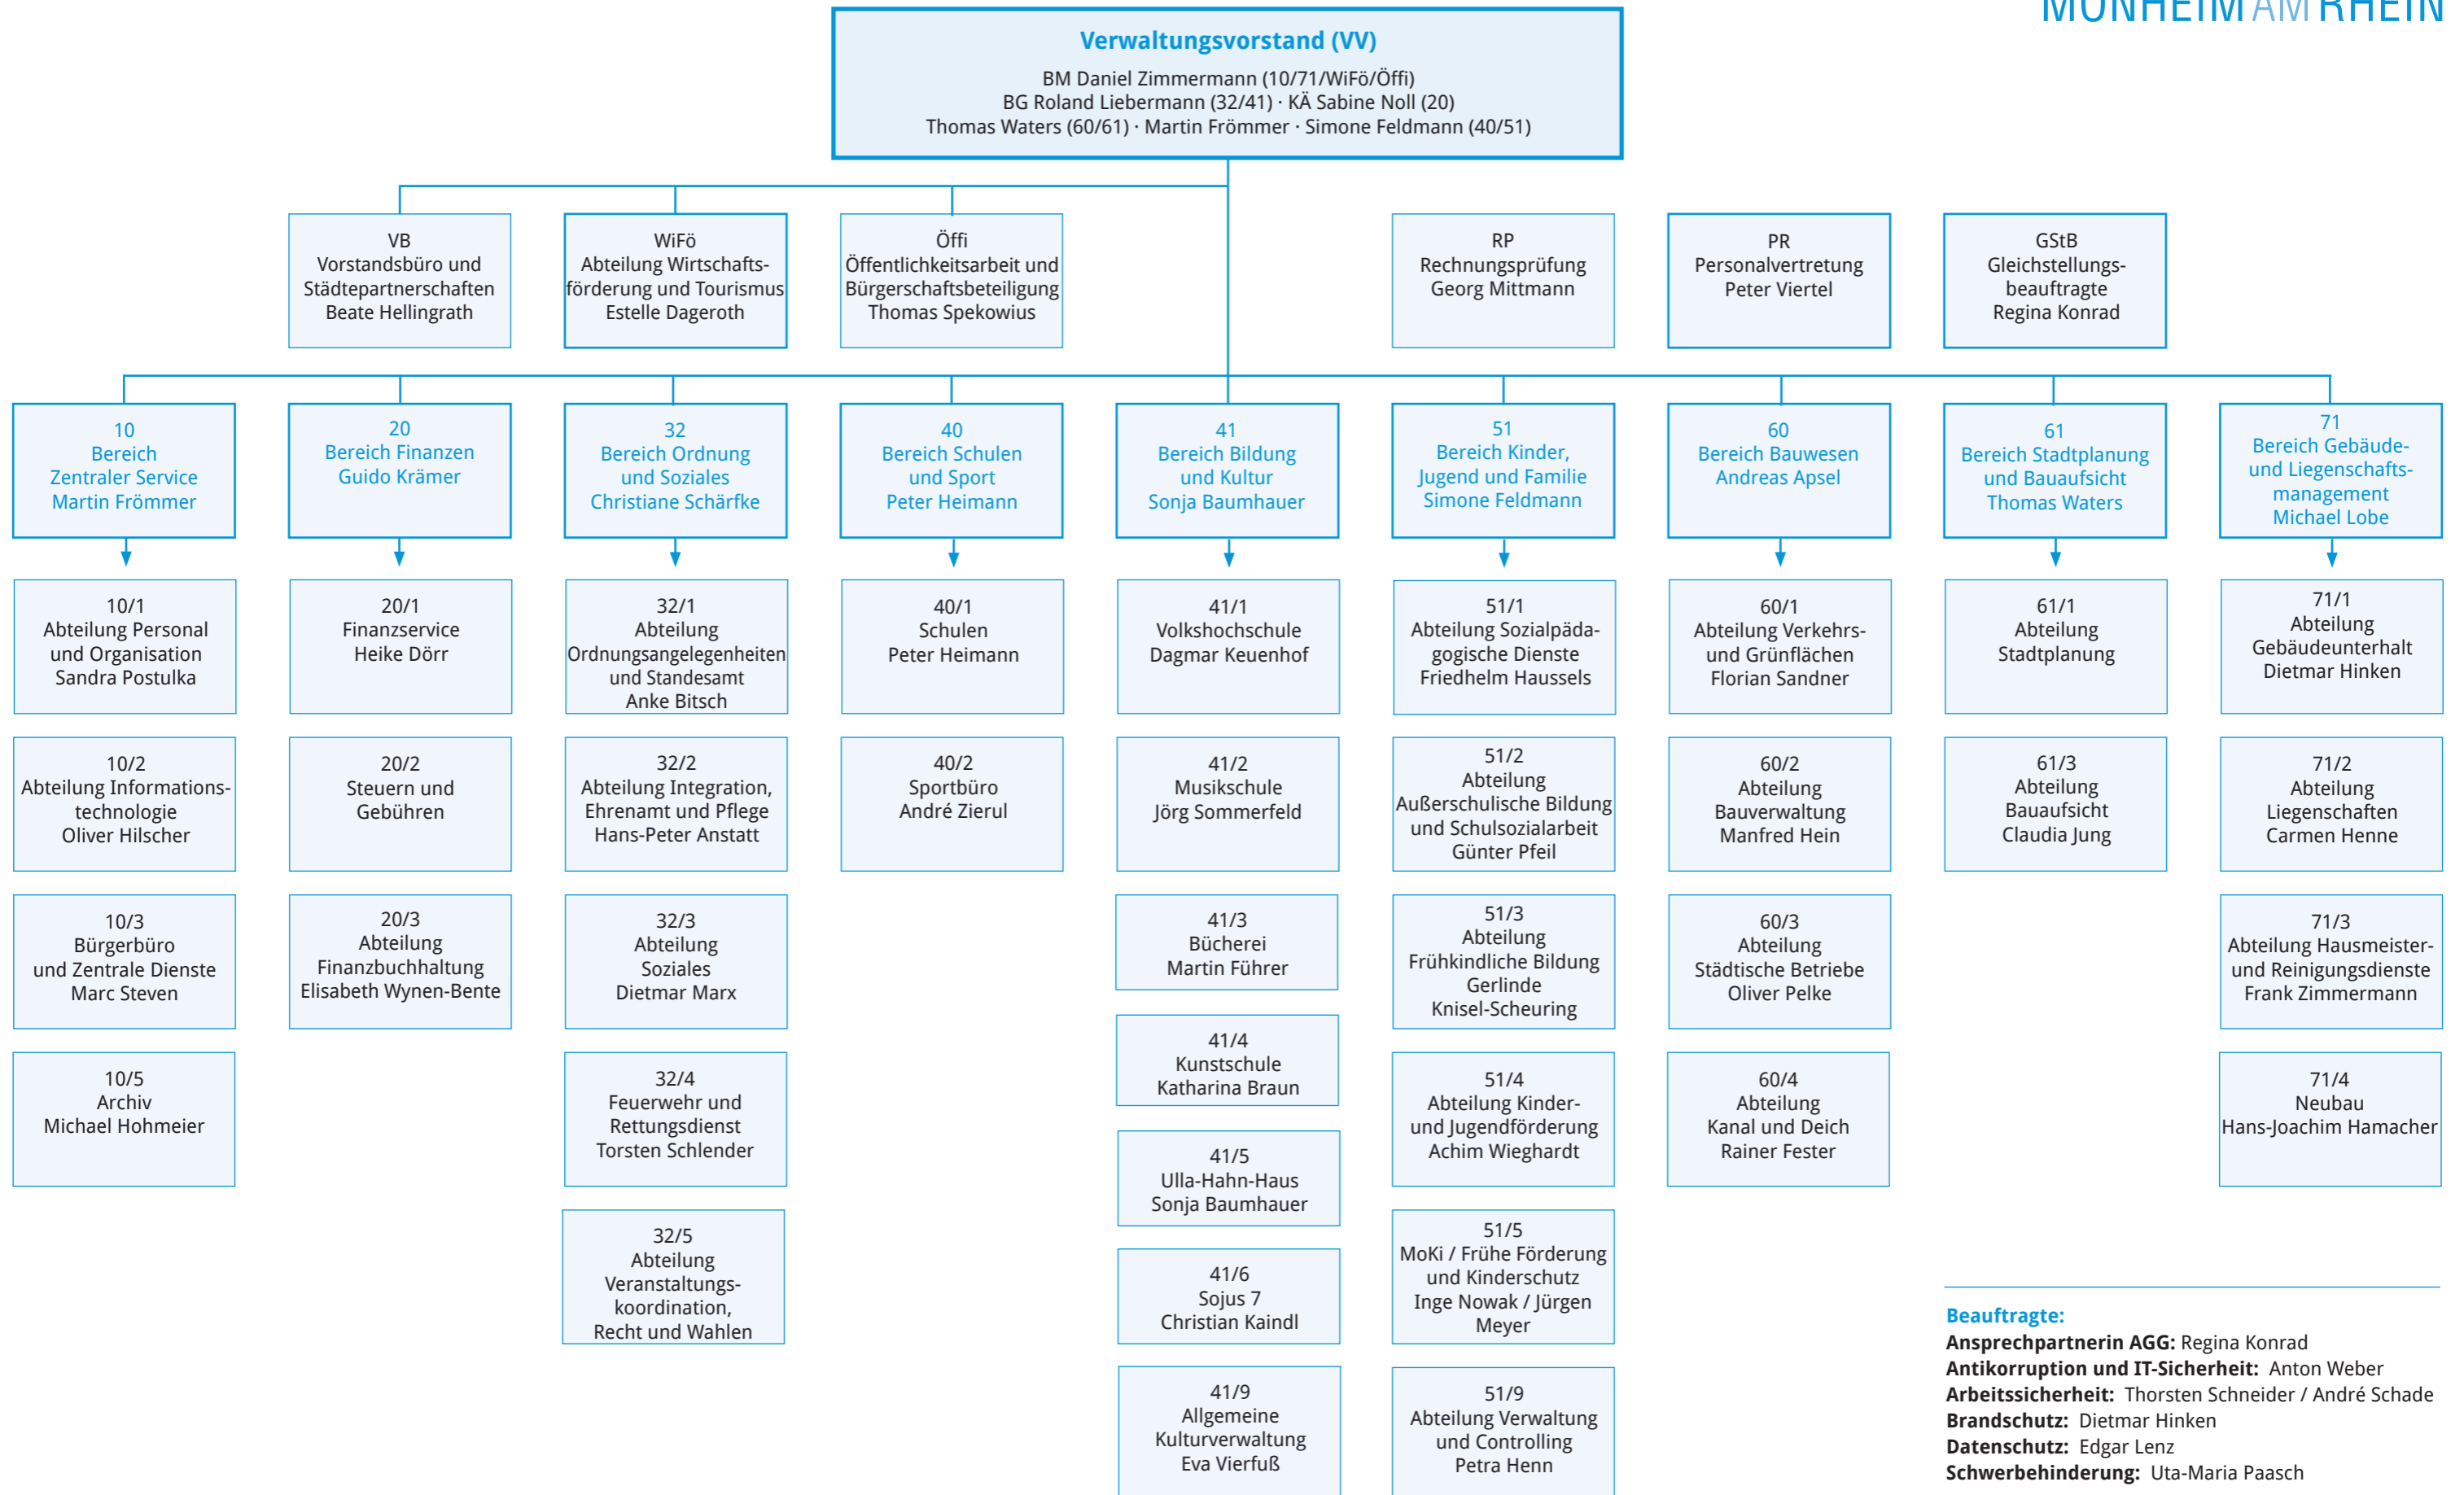 MONHEIM AM RHEIN
Verwaltungsvorstand (VV)
BM Daniel Zimmermann (10/71/WiFö/Öffi)
BG Roland Liebermann (32/41) · KÄ Sabine Noll (20)
Thomas Waters (60/61) · Martin Frömmer · Simone Feldmann (40/51)
VB
Vorstandsbüro und
Städtepartnerschaften
Beate Hellingrath
WiFö
Abteilung Wirtschafts-
förderung und Tourismus
Estelle Dageroth
Öffi
Öffentlichkeitsarbeit und
Bürgerschaftsbeteiligung
Thomas Spekowius
RP
Rechnungsprüfung
Georg Mittmann
PR
Personalvertretung
Peter Viertel
GStB
Gleichstellungs-
beauftragte
Regina Konrad
10
Bereich
Zentraler Service
Martin Frömmer
20
Bereich Finanzen
Guido Krämer
32
Bereich Ordnung
und Soziales
Christiane Schärfke
40
Bereich Schulen
und Sport
Peter Heimann
41
Bereich Bildung
und Kultur
Sonja Baumhauer
51
Bereich Kinder,
Jugend und Familie
Simone Feldmann
60
Bereich Bauwesen
Andreas Apsel
61
Bereich Stadtplanung
und Bauaufsicht
Thomas Waters
71
Bereich Gebäude-
und Liegenschafts-
management
Michael Lobe
10/1
Abteilung Personal
und Organisation
Sandra Postulka
20/1
Finanzservice
Heike Dörr
32/1
Abteilung
Ordnungsangelegenheiten
und Standesamt
Anke Bitsch
40/1
Schulen
Peter Heimann
41/1
Volkshochschule
Dagmar Keuenhof
51/1
Abteilung Sozialpäda-
gogische Dienste
Friedhelm Haussels
60/1
Abteilung Verkehrs-
und Grünflächen
Florian Sandner
61/1
Abteilung
Stadtplanung
71/1
Abteilung
Gebäudeunterhalt
Dietmar Hinken
10/2
Abteilung Informations-
technologie
Oliver Hilscher
20/2
Steuern und
Gebühren
32/2
Abteilung Integration,
Ehrenamt und Pflege
Hans-Peter Anstatt
40/2
Sportbüro
André Zierul
41/2
Musikschule
Jörg Sommerfeld
51/2
Abteilung
Außerschulische Bildung
und Schulsozialarbeit
Günter Pfeil
60/2
Abteilung
Bauverwaltung
Manfred Hein
61/3
Abteilung
Bauaufsicht
Claudia Jung
71/2
Abteilung
Liegenschaften
Carmen Henne
10/3
Bürgerbüro
und Zentrale Dienste
Marc Steven
20/3
Abteilung
Finanzbuchhaltung
Elisabeth Wynen-Bente
32/3
Abteilung
Soziales
Dietmar Marx
41/3
Bücherei
Martin Führer
51/3
Abteilung
Frühkindliche Bildung
Gerlinde
Knisel-Scheuring
60/3
Abteilung
Städtische Betriebe
Oliver Pelke
71/3
Abteilung Hausmeister-
und Reinigungsdienste
Frank Zimmermann
10/5
Archiv
Michael Hohmeier
32/4
Feuerwehr und
Rettungsdienst
Torsten Schlender
41/4
Kunstschule
Katharina Braun
51/4
Abteilung Kinder-
und Jugendförderung
Achim Wieghardt
60/4
Abteilung
Kanal und Deich
Rainer Fester
71/4
Neubau
Hans-Joachim Hamacher
41/5
Ulla-Hahn-Haus
Sonja Baumhauer
32/5
Abteilung
Veranstaltungs-
koordination,
Recht und Wahlen
41/6
Sojus 7
Christian Kaindl
51/5
MoKi / Frühe Förderung
und Kinderschutz
Inge Nowak / Jürgen
Meyer
41/9
Allgemeine
Kulturverwaltung
Eva Vierfuß
51/9
Abteilung Verwaltung
und Controlling
Petra Henn
Beauftragte:
Ansprechpartnerin AGG: Regina Konrad
Antikorruption und IT-Sicherheit: Anton Weber
Arbeitssicherheit: Thorsten Schneider / André Schade
Brandschutz: Dietmar Hinken
Datenschutz: Edgar Lenz
Schwerbehinderung: Uta-Maria Paasch